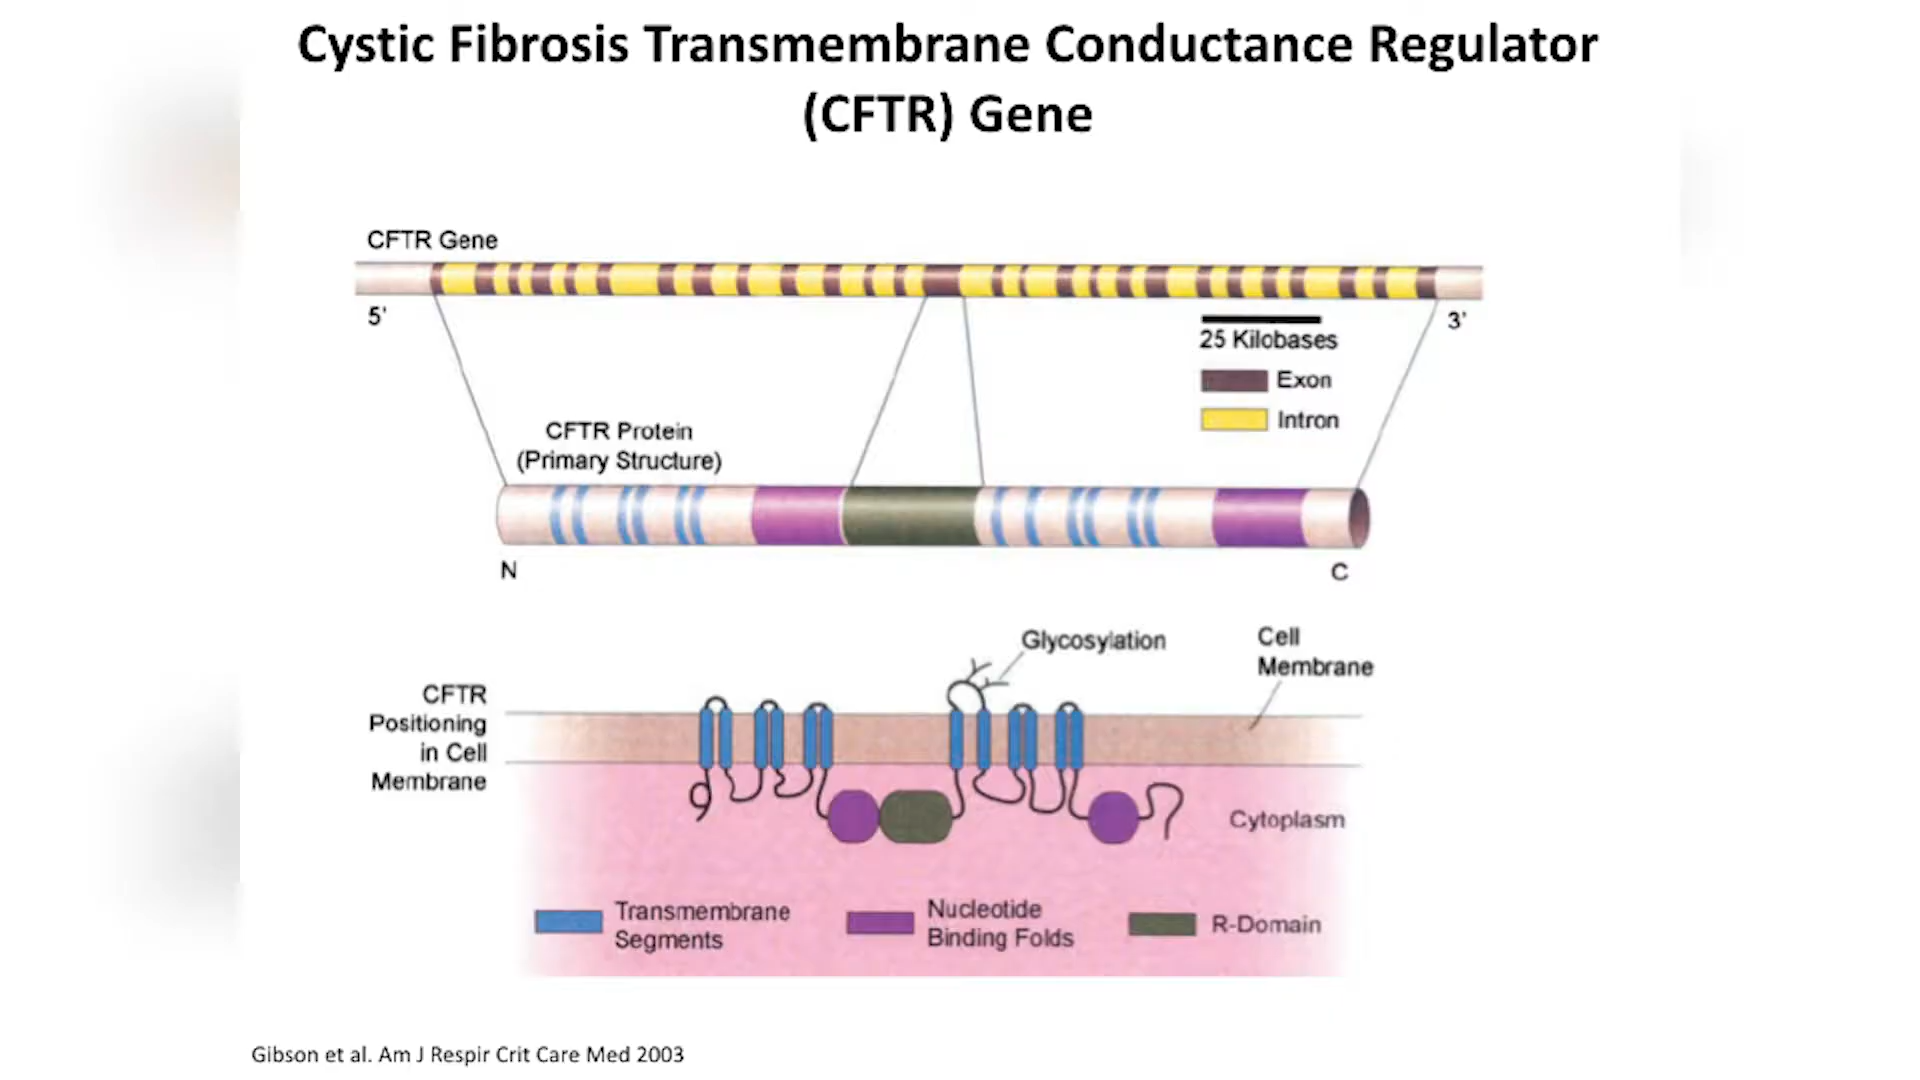 Cystic Fibrosis Transmembrane Conductance Regulator
(CFTR) Gene
CFTR Gene
5'
3'
25 Kilobases
Exon
Intron
CFTR Protein
(Primary Structure)
N
C
Glycosylation
Cell
Membrane
CFTR
Positioning
in Cell
Membrane
Cytoplasm
Transmembrane
Segments
Nucleotide
Binding Folds
R-Domain
Gibson et al. Am J Respir Crit Care Med 2003